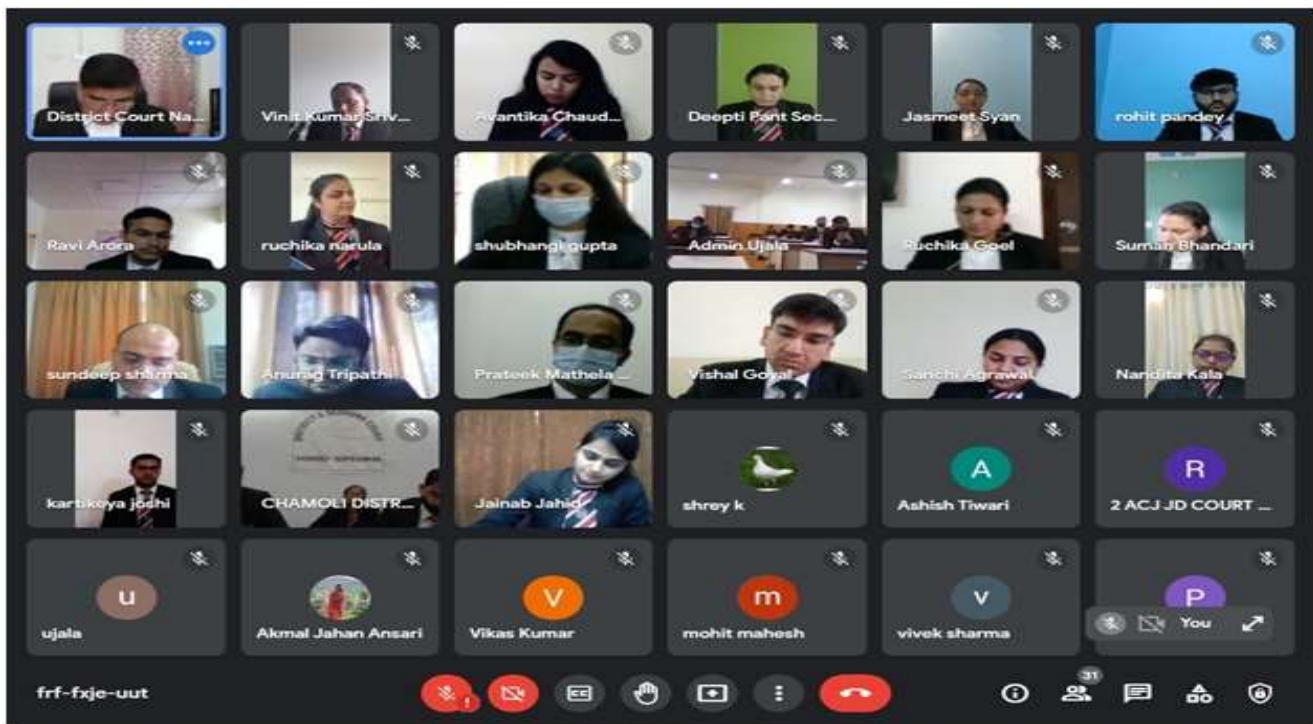 District Court Na...
Vinit Kumar Sriv...
Avantika Chaud...
Deepti Pant Sec...
Jasmeet Syan
rohit pandey
Ravi Arora
ruchika narula
shubhangi gupta
Admin Ujala
Ruchika Goel
Suman Bhandari
sundeep sharma
Anurag Tripathi
Prateek Mathela ...
Vishal Goyal
Sanchi Agrawal
Nandita Kala
kartikeya joshi
CHAMOLI DISTR...
Jainab Jahid
shrey k
A
Ashish Tiwari
R
2 ACJ JD COURT ...
u
ujala
Akmal Jahan Ansari
V
Vikas Kumar
m
mohit mahesh
v
vivek sharma
P
You
frf-fxje-uut
CC
31